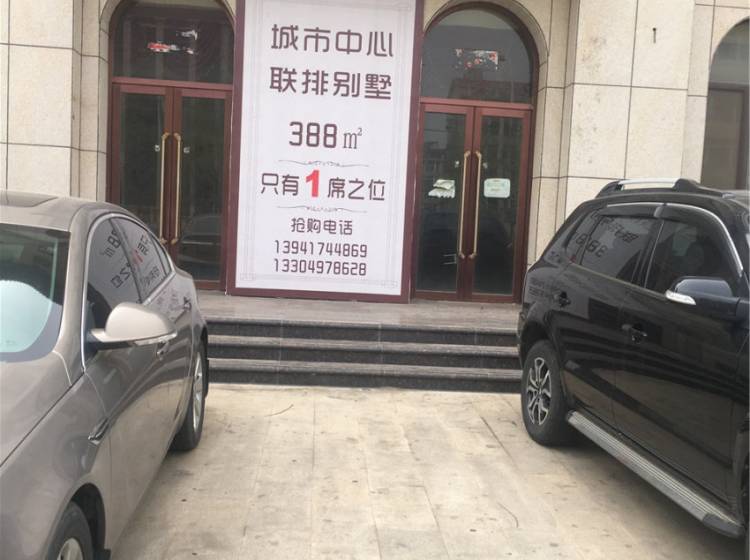 城市中心
联排别墅
388㎡
只有1席之位
抢购电话
13941744869
13304978628